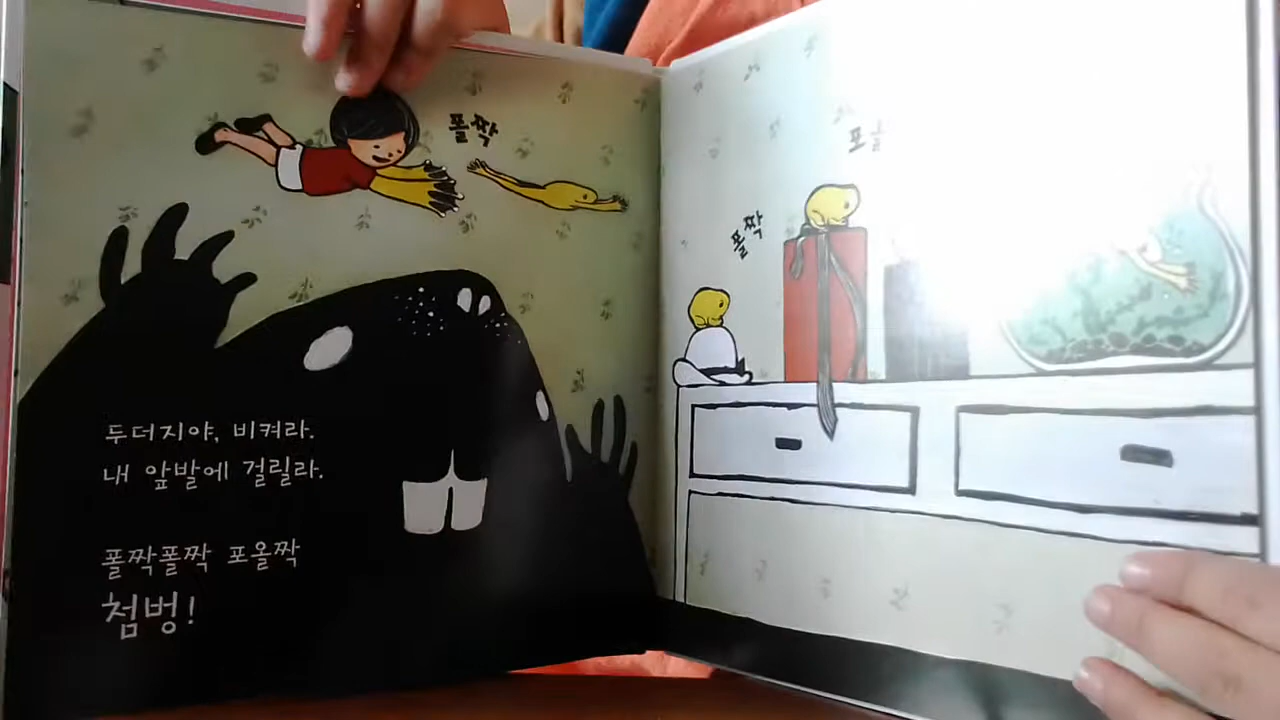 폴짝
두더지야, 비켜라.
내 앞발에 걸릴라.
폴짝폴짝 포올짝
첨벙!
폴짝
포올